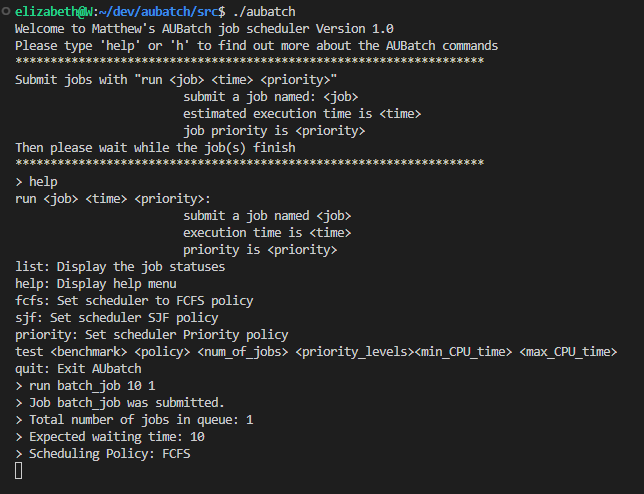 elizabeth@W:~/dev/aubatch/src$ ./aubatch
Welcome to Matthew's AUBatch job scheduler Version 1.0
Please type 'help' or 'h' to find out more about the AUBatch commands
*******************************************************************
Submit jobs with "run <job> <time> <priority>"
submit a job named: <job>
estimated execution time is <time>
job priority is <priority>
Then please wait while the job(s) finish
*******************************************************************
> help
run <job> <time> <priority>:
submit a job named <job>
execution time is <time>
priority is <priority>
list: Display the job statuses
help: Display help menu
fcfs: Set scheduler to FCFS policy
sjf: Set scheduler SJF policy
priority: Set scheduler Priority policy
test <benchmark> <policy> <num_of_jobs> <priority_levels><min_CPU_time> <max_CPU_time>
quit: Exit AUbatch
> run batch_job 10 1
> Job batch_job was submitted.
> Total number of jobs in queue: 1
> Expected waiting time: 10
> Scheduling Policy: FCFS